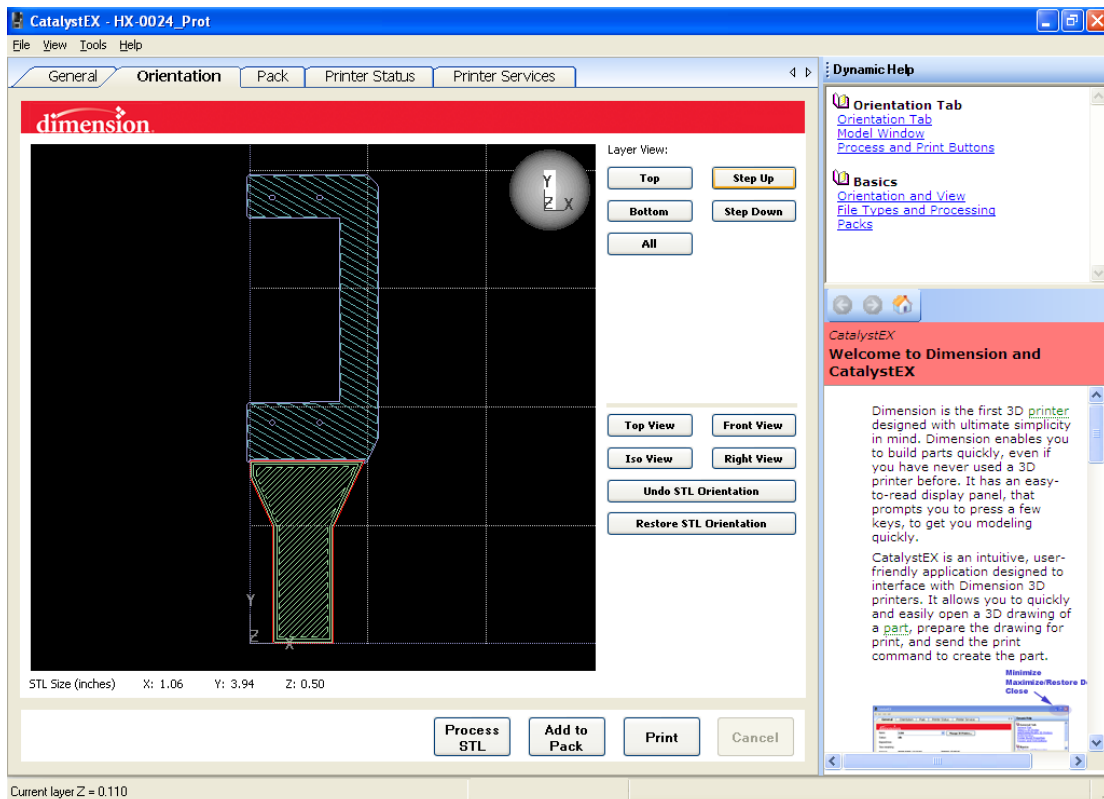 CatalystEX - HX-0024_Prot
File View Tools Help
General Orientation Pack Printer Status Printer Services
dimension
Y
Z X
Y
Z
X
Layer View:
Top Step Up
Bottom Step Down
All
Top View Front View
Iso View Right View
Undo STL Orientation
Restore STL Orientation
STL Size (inches) X: 1.06 Y: 3.94 Z: 0.50
Process STL
Add to Pack
Print
Cancel
Current layer Z = 0.110
Dynamic Help
Orientation Tab
Orientation Tab
Model Window
Process and Print Buttons
Basics
Orientation and View
File Types and Processing
Packs
CatalystEX
Welcome to Dimension and
CatalystEX
Dimension is the first 3D printer
designed with ultimate simplicity
in mind. Dimension enables you
to build parts quickly, even if
you have never used a 3D
printer before. It has an easy-
to-read display panel, that
prompts you to press a few
keys, to get you modeling
quickly.
CatalystEX is an intuitive, user-
friendly application designed to
interface with Dimension 3D
printers. It allows you to quickly
and easily open a 3D drawing of
a part, prepare the drawing for
print, and send the print
command to create the part.
Minimize
Maximize/Restore D
Close